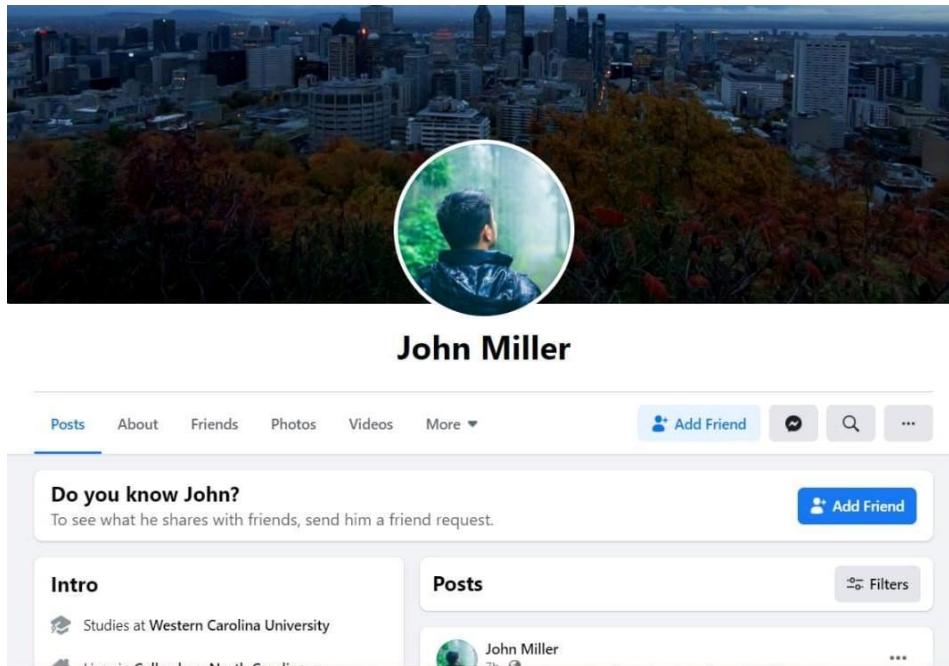 John Miller
Posts About Friends Photos Videos More Add Friend
Do you know John?
To see what he shares with friends, send him a friend request.
Add Friend
Intro
Studies at Western Carolina University
Posts
Filters
John Miller
7h